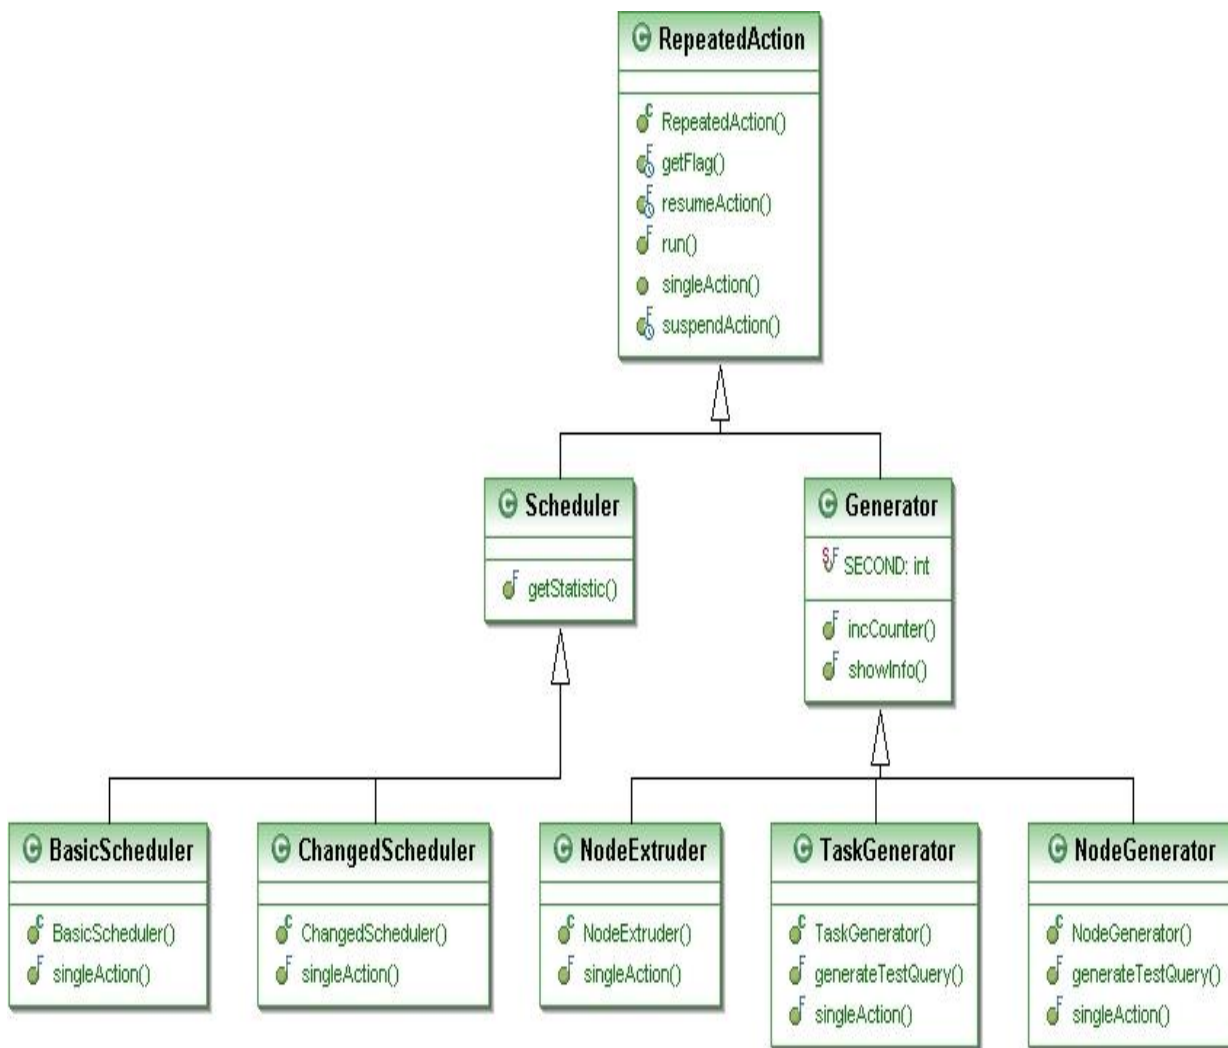 RepeatedAction
RepeatedAction()
getFlag()
resumeAction()
run()
singleAction()
suspendAction()
Scheduler
getStatistic()
Generator
SECOND: int
incCounter()
showInfo()
BasicScheduler
BasicScheduler()
singleAction()
ChangedScheduler
ChangedScheduler()
singleAction()
NodeExtruder
NodeExtruder()
singleAction()
TaskGenerator
TaskGenerator()
generateTestQuery()
singleAction()
NodeGenerator
NodeGenerator()
generateTestQuery()
singleAction()